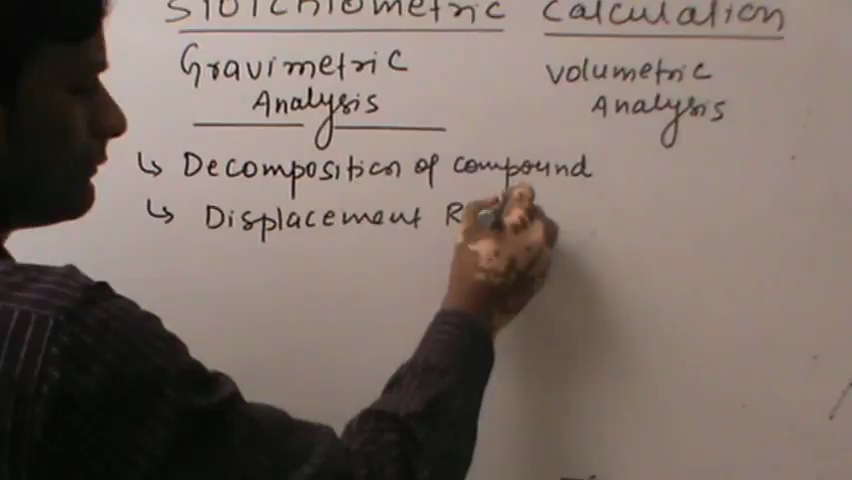 Stoichiometric Calculation
Gravimetric
Analysis
Volumetric
Analysis
↳ Decomposition of compound
↳ Displacement R